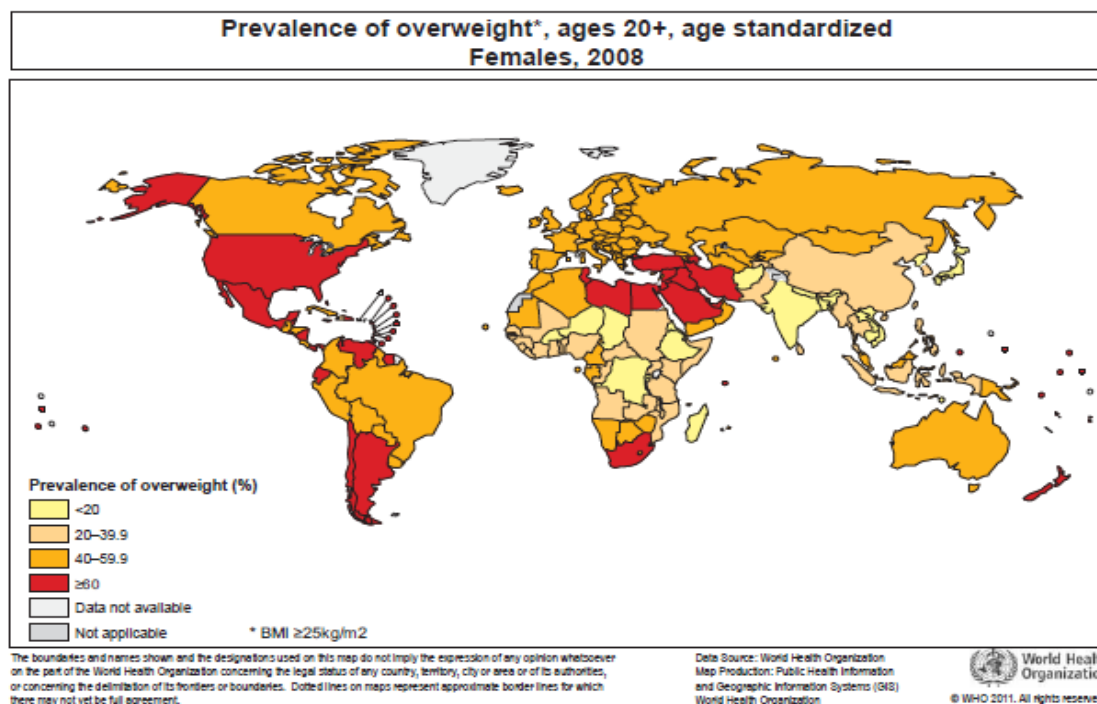 Prevalence of overweight*, ages 20+, age standardized
Females, 2008
Prevalence of overweight (%)
<20
20–39.9
40–59.9
≥60
Data not available
Not applicable
* BMI ≥25kg/m2
The boundaries and names shown and the designations used on this map do not imply the expression of any opinion whatsoever
on the part of the World Health Organization concerning the legal status of any country, territory, city or area or of its authorities,
or concerning the delimitation of its frontiers or boundaries. Dotted lines on maps represent approximate border lines for which
there may not yet be full agreement.
Data Source: World Health Organization
Map Production: Public Health Information
and Geographic Information Systems (GIS)
World Health Organization
World Heal
Organizatio
© WHO 2011. All rights reserve